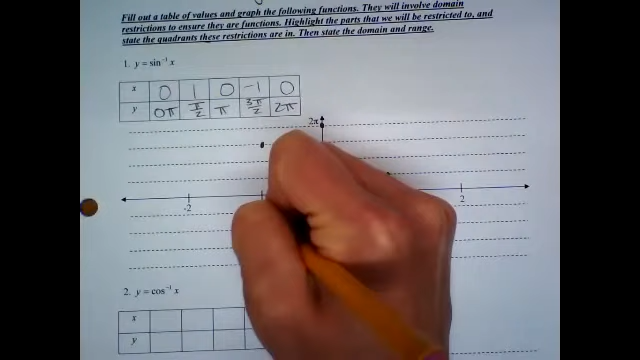 Fill out a table of values and graph the following functions. They will involve domain
restrictions to ensure they are functions. Highlight the parts that we will be restricted to, and
state the quadrants these restrictions are in. Then state the domain and range.
1. y = sin⁻¹ x
x 0 1 0 -1 0
y 0π π/2 π 3π/2 2π
2π
-2 2
2. y = cos⁻¹ x
x
y